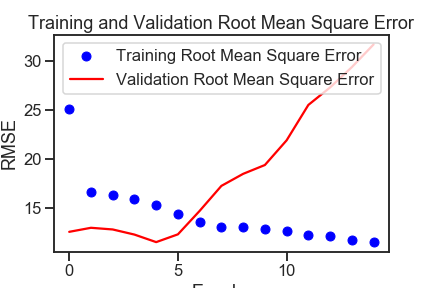 Training and Validation Root Mean Square Error
Training Root Mean Square Error
Validation Root Mean Square Error
RMSE
30
25
20
15
0
5
10